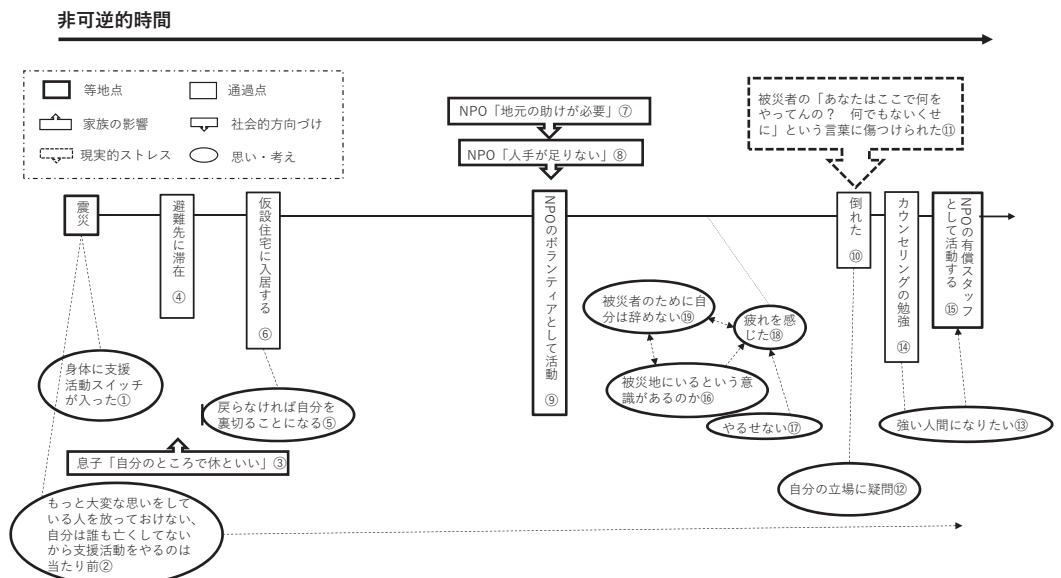 非可逆的時間
等地点
通過点
家族の影響
社会的方向づけ
現実的ストレス
思い・考え
NPO「地元の助けが必要」⑦
NPO「人手が足りない」⑧
被災者の「あなたはここで何を
やってんの？　何でもないくせ
に」という言葉に傷つけられた⑪
震災
避難先に滞在　④
仮設住宅に入居する　⑥
NPOのボランティアとして活動　⑨
倒れた　⑩
カウンセリングの勉強　⑭
NPOの有償スタッフ
として活動する　⑮
被災者のために自
分は辞めない⑲
疲れを感
じた⑱
被災地にいるという意
識があるのか⑯
やるせない⑰
身体に支援
活動スイッチ
が入った①
戻らなければ自分を
裏切ることになる⑤
強い人間になりたい⑬
息子「自分のところで休といい」③
自分の立場に疑問⑫
もっと大変な思いをして
いる人を放っておけない、
自分は誰も亡くしてない
から支援活動をやるのは
当たり前②